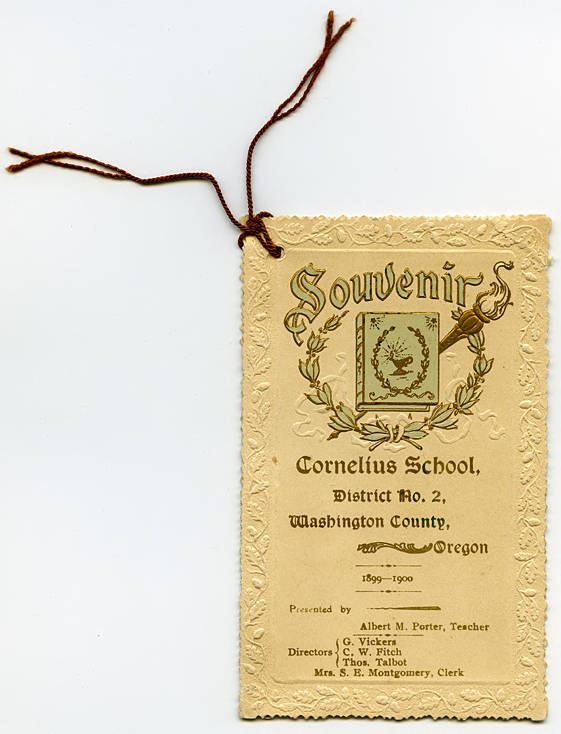 Souvenir
Cornelius School,
District No. 2,
Washington County,
Oregon
1899—1900
Presented by
Albert M. Porter, Teacher
G. Vickers
Directors { C. W. Fitch
Thos. Talbot
Mrs. S. E. Montgomery, Clerk